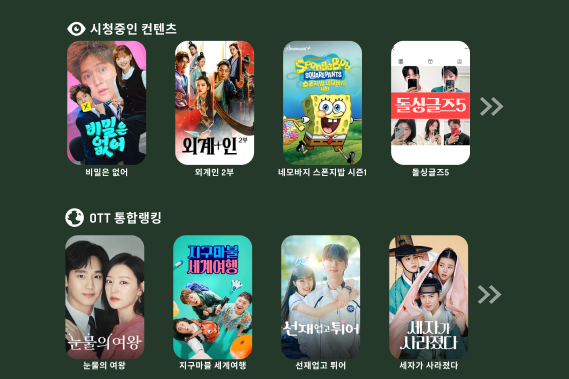 시청중인 컨텐츠
비밀은
없어
외계+인 2부
SpongeBob
SQUAREPANTS
돌싱글즈5
비밀은 없어
외계인 2부
네모바지 스폰지밥 시즌1
돌싱글즈5
OTT 통합랭킹
눈물의 여왕
지구마불
세계여행
선재 업고 튀어
세자가
사라졌다
눈물의 여왕
지구마불 세계여행
선재업고 튀어
세자가 사라졌다